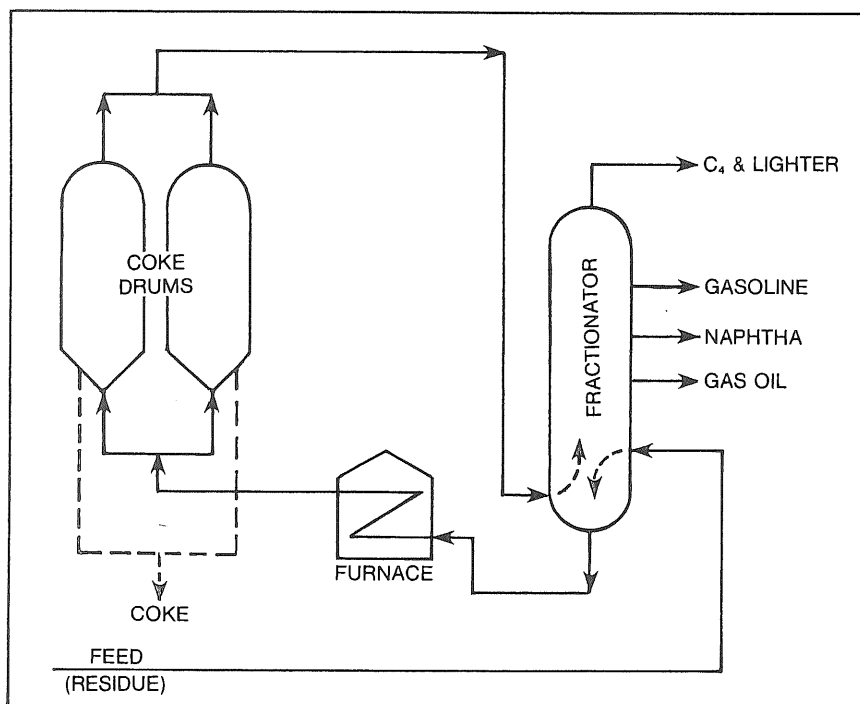 C₄ & LIGHTER
COKE
DRUMS
FRACTIONATOR
GASOLINE
NAPHTHA
GAS OIL
FURNACE
COKE
FEED
(RESIDUE)